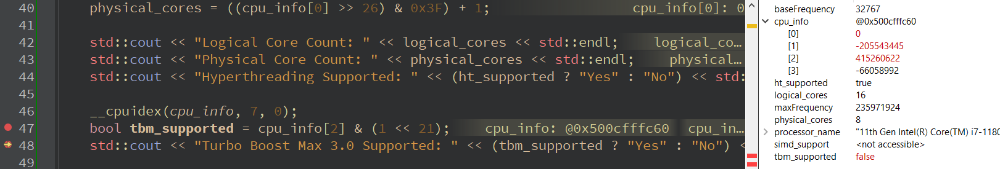 40 physical_cores = ((cpu_info[0] >> 26) & 0x3F) + 1; cpu_info[0]: 0
41
42 std::cout << "Logical Core Count: " << logical_cores << std::endl; logical_co…
43 std::cout << "Physical Core Count: " << physical_cores << std::endl; physical…
44 std::cout << "Hyperthreading Supported: " << (ht_supported ? "Yes" : "No") << std:
45
46 __cpuidex(cpu_info, 7, 0);
47 bool tbm_supported = cpu_info[2] & (1 << 21); cpu_info: @0x500cfffc60 cpu_in…
48 std::cout << "Turbo Boost Max 3.0 Supported: " << (tbm_supported ? "Yes" : "No") <
49
baseFrequency 32767
cpu_info @0x500cfffc60
[0] 0
[1] -205543445
[2] 415260622
[3] -66058992
ht_supported true
logical_cores 16
maxFrequency 235971924
physical_cores 8
processor_name "11th Gen Intel(R) Core(TM) i7-1180
simd_support <not accessible>
tbm_supported false